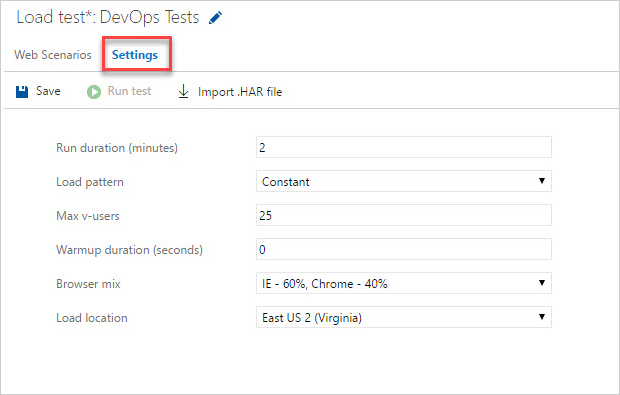 Load test*: DevOps Tests
Web Scenarios Settings
Save Run test Import .HAR file
Run duration (minutes) 2
Load pattern Constant
Max v-users 25
Warmup duration (seconds) 0
Browser mix IE - 60%, Chrome - 40%
Load location East US 2 (Virginia)